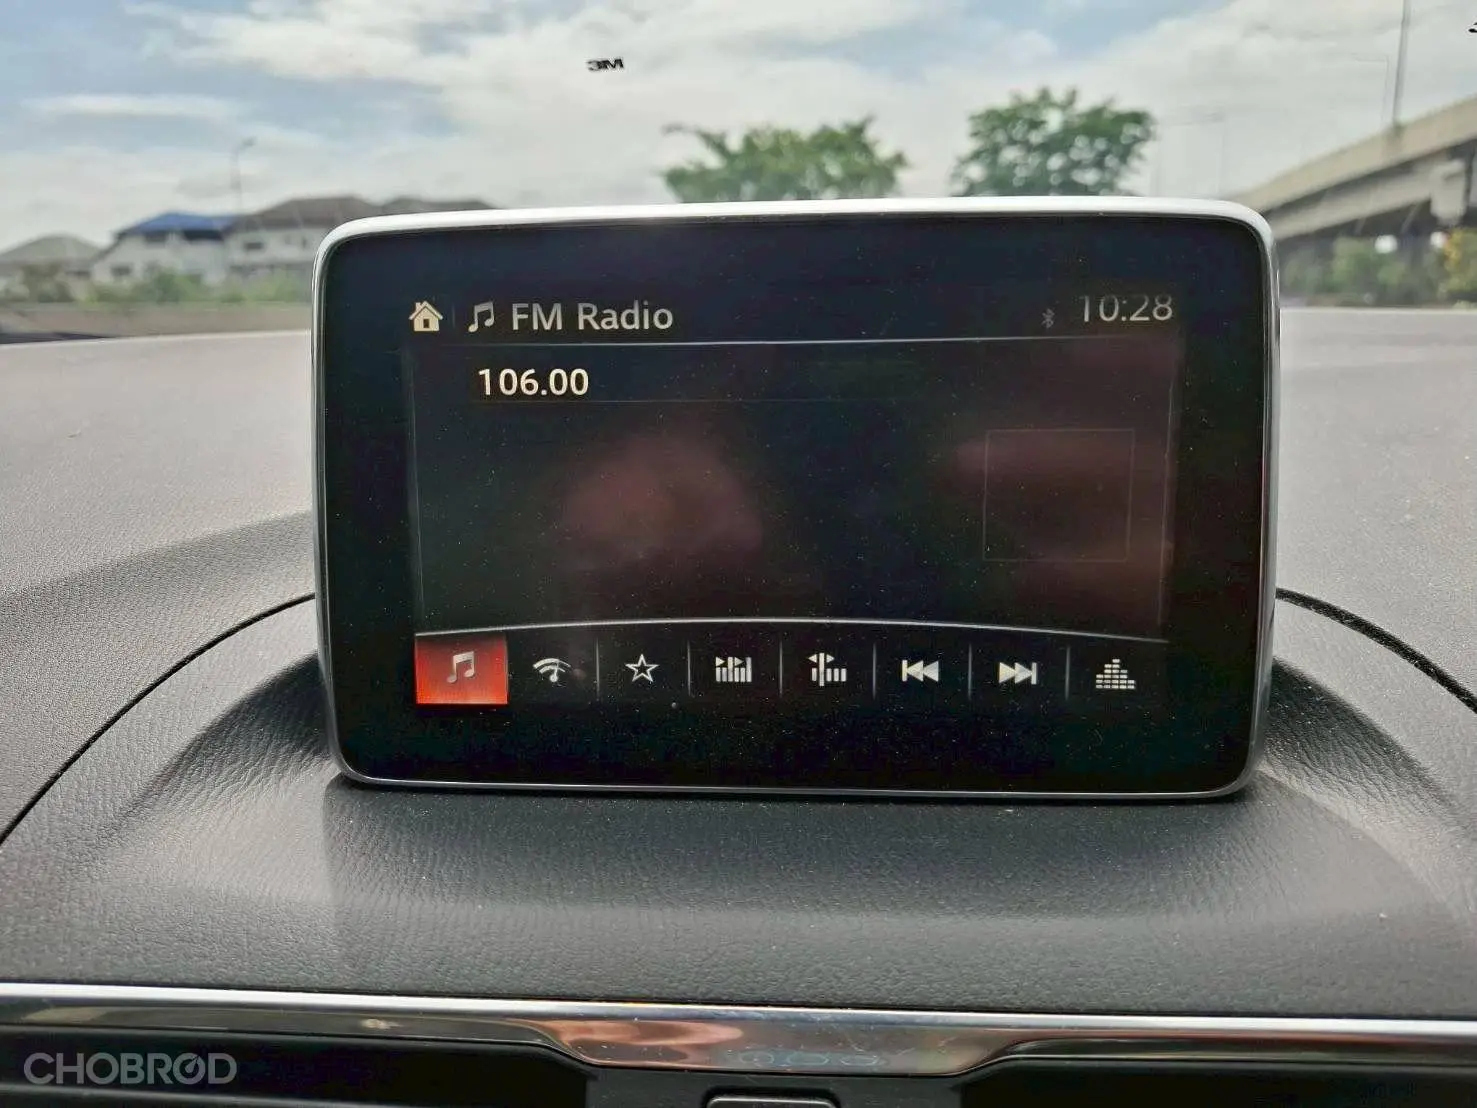 3M
FM Radio
10:28
106.00
CHOBROD